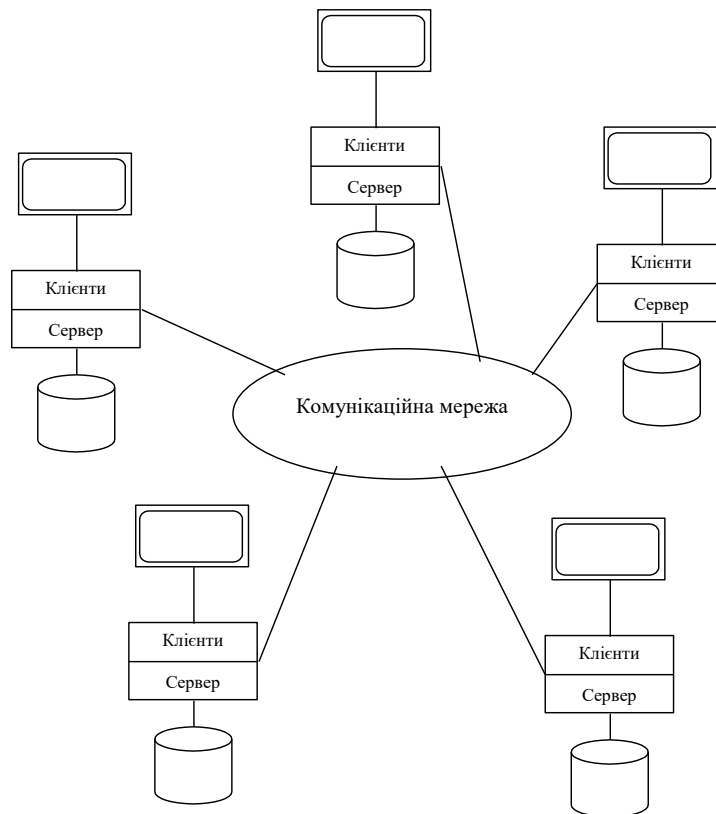 Клієнти
Сервер
Клієнти
Сервер
Клієнти
Сервер
Комунікаційна мережа
Клієнти
Сервер
Клієнти
Сервер